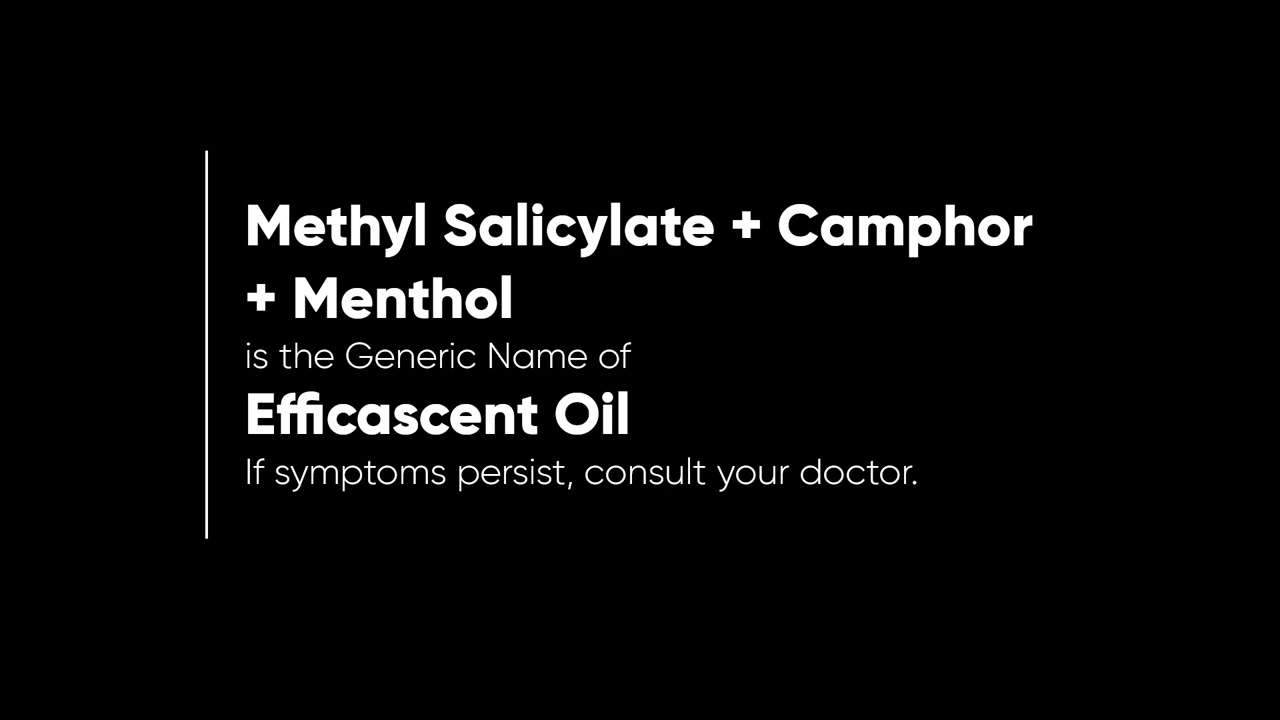 Methyl Salicylate + Camphor
+ Menthol
is the Generic Name of
Efficascent Oil
If symptoms persist, consult your doctor.